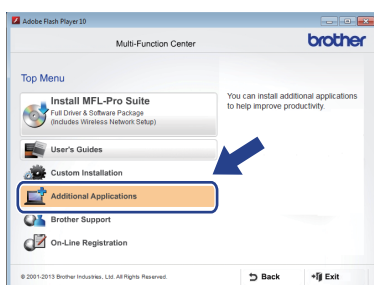 Adobe Flash Player 10
Multi-Function Center
brother
Top Menu
Install MFL-Pro Suite
Full Driver & Software Package
(Includes Wireless Network Setup)
You can install additional applications
to help improve productivity.
User's Guides
Custom Installation
Additional Applications
Brother Support
On-Line Registration
© 2001-2013 Brother Industries, Ltd. All Rights Reserved.
Back
Exit